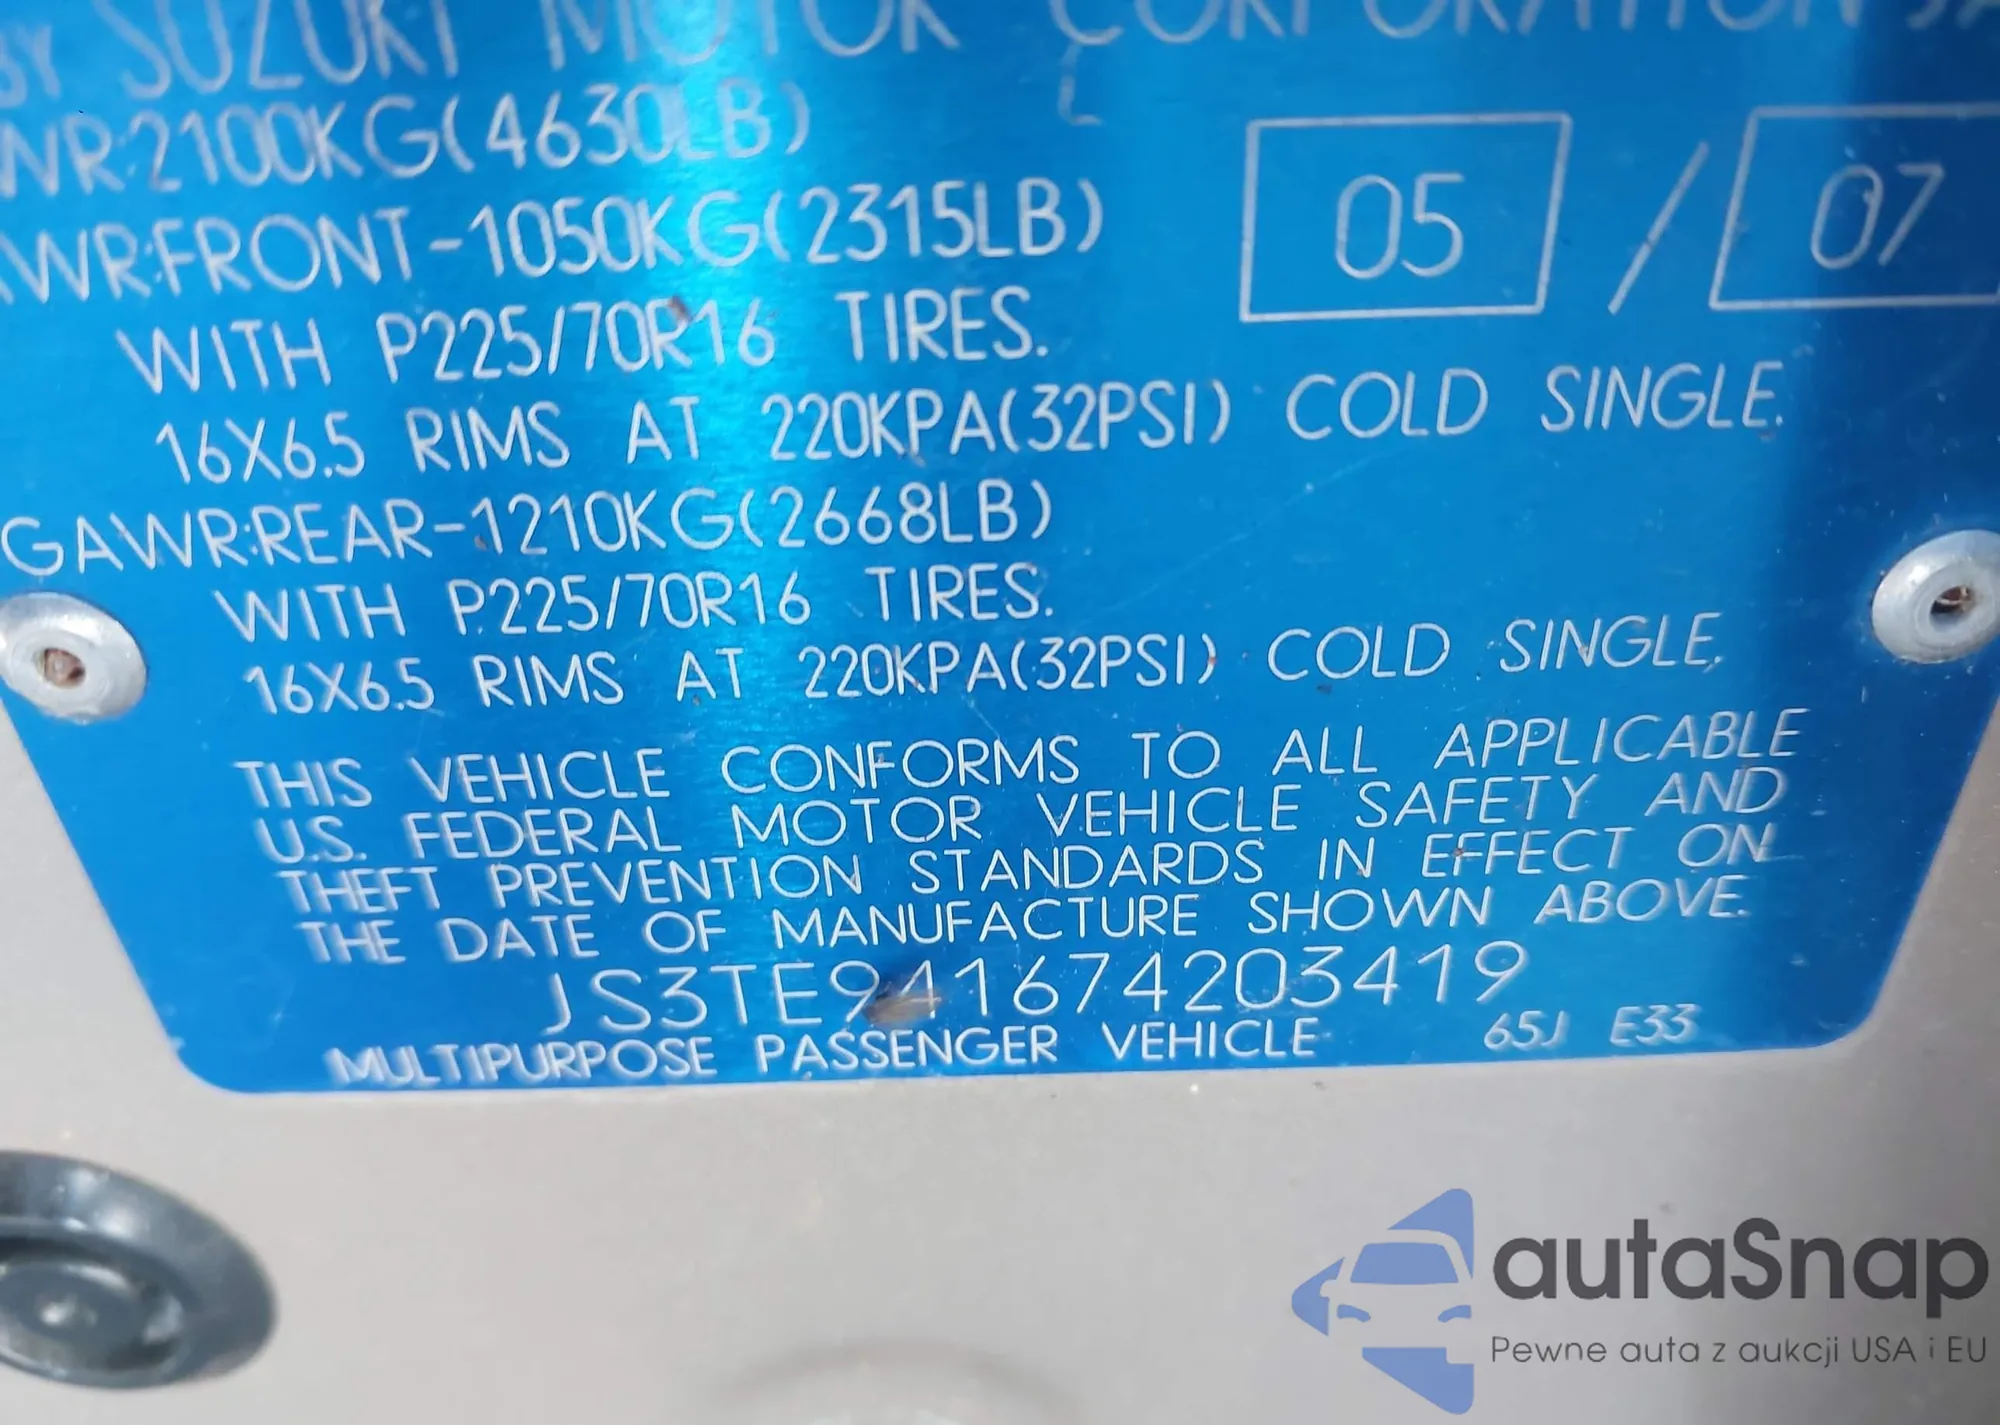 BY SUZUKI MOTOR CORPORATION JA
WR:2100KG(4630LB)
AWR:FRONT-1050KG(2315LB)
05 / 07
WITH P225/70R16 TIRES.
16X6.5 RIMS AT 220KPA(32PSI) COLD SINGLE.
GAWR:REAR-1210KG(2668LB)
WITH P225/70R16 TIRES.
16X6.5 RIMS AT 220KPA(32PSI) COLD SINGLE.
THIS VEHICLE CONFORMS TO ALL APPLICABLE
U.S. FEDERAL MOTOR VEHICLE SAFETY AND
THEFT PREVENTION STANDARDS IN EFFECT ON
THE DATE OF MANUFACTURE SHOWN ABOVE.
JS3TE941674203419
MULTIPURPOSE PASSENGER VEHICLE 65J E33
autaSnap
Pewne auta z aukcji USA i EU